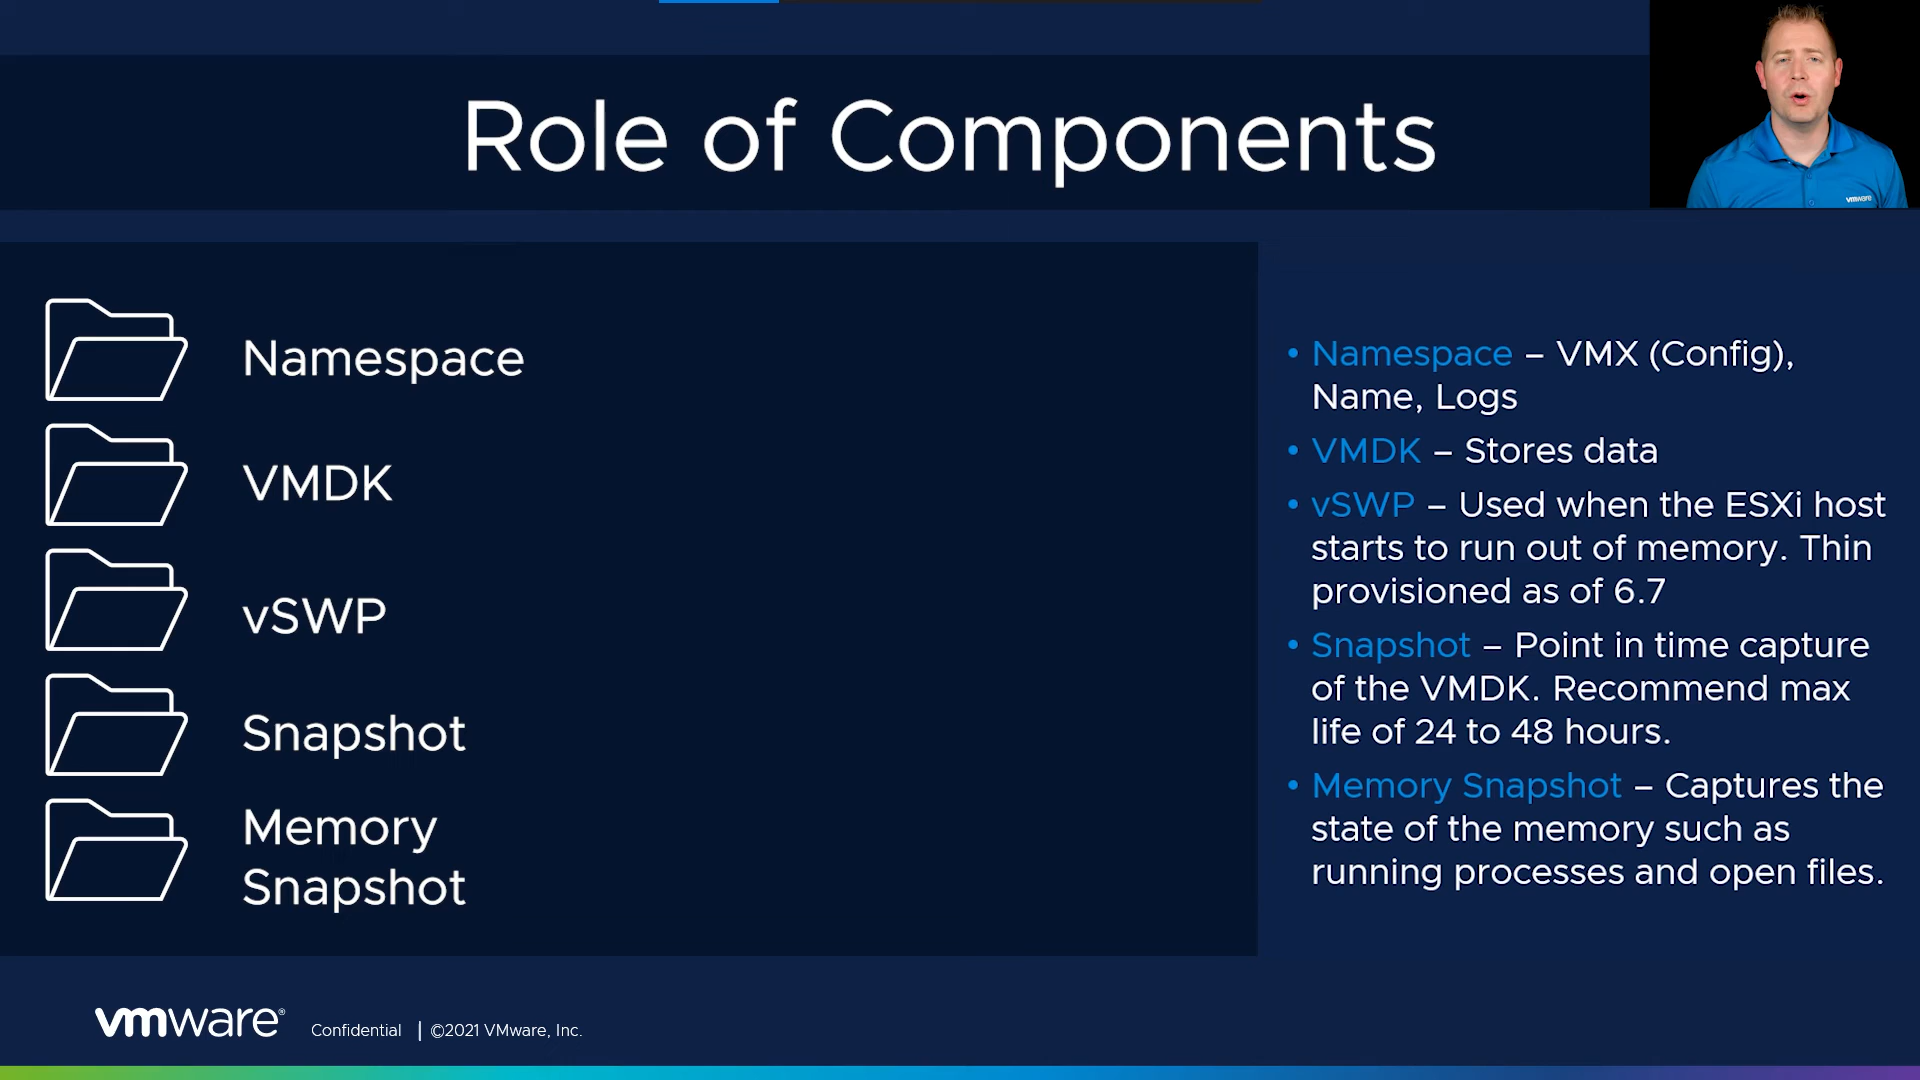 Role of Components
vmware
Namespace
VMDK
vSWP
Snapshot
Memory
Snapshot
• Namespace – VMX (Config),
Name, Logs
• VMDK – Stores data
• vSWP – Used when the ESXi host
starts to run out of memory. Thin
provisioned as of 6.7
• Snapshot – Point in time capture
of the VMDK. Recommend max
life of 24 to 48 hours.
• Memory Snapshot – Captures the
state of the memory such as
running processes and open files.
vmware® Confidential | ©2021 VMware, Inc.